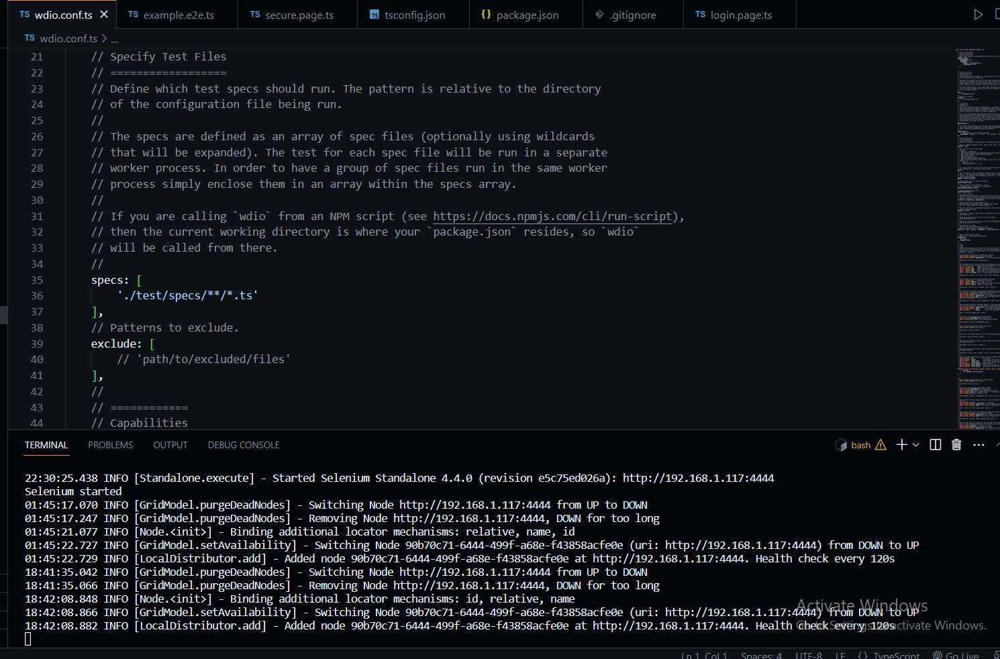 TS wdio.conf.ts
TS example.e2e.ts
TS secure.page.ts
TS tsconfig.json
{} package.json
.gitignore
TS login.page.ts
TS wdio.conf.ts > ...
21 // Specify Test Files
22 // ==================
23 // Define which test specs should run. The pattern is relative to the directory
24 // of the configuration file being run.
25 //
26 // The specs are defined as an array of spec files (optionally using wildcards
27 // that will be expanded). The test for each spec file will be run in a separate
28 // worker process. In order to have a group of spec files run in the same worker
29 // process simply enclose them in an array within the specs array.
30 //
31 // If you are calling `wdio` from an NPM script (see https://docs.npmjs.com/cli/run-script),
32 // then the current working directory is where your `package.json` resides, so `wdio`
33 // will be called from there.
34 //
35 specs: [
36 './test/specs/**/*.ts'
37 ],
38 // Patterns to exclude.
39 exclude: [
40 // 'path/to/excluded/files'
41 ],
42 //
43 // ============
44 // Capabilities
TERMINAL PROBLEMS OUTPUT DEBUG CONSOLE
bash
22:30:25.438 INFO [Standalone.execute] - Started Selenium Standalone 4.4.0 (revision e5c75ed026a): http://192.168.1.117:4444
Selenium started
01:45:17.070 INFO [GridModel.purgeDeadNodes] - Switching Node http://192.168.1.117:4444 from UP to DOWN
01:45:17.247 INFO [GridModel.purgeDeadNodes] - Removing Node http://192.168.1.117:4444, DOWN for too long
01:45:21.077 INFO [Node.<init>] - Binding additional locator mechanisms: relative, name, id
01:45:22.727 INFO [GridModel.setAvailability] - Switching Node 90b70c71-6444-499f-a68e-f43858acfe0e (uri: http://192.168.1.117:4444) from DOWN to UP
01:45:22.729 INFO [LocalDistributor.add] - Added node 90b70c71-6444-499f-a68e-f43858acfe0e at http://192.168.1.117:4444. Health check every 120s
18:41:35.042 INFO [GridModel.purgeDeadNodes] - Switching Node http://192.168.1.117:4444 from UP to DOWN
18:41:35.066 INFO [GridModel.purgeDeadNodes] - Removing Node http://192.168.1.117:4444, DOWN for too long
18:42:08.848 INFO [Node.<init>] - Binding additional locator mechanisms: id, relative, name
18:42:08.866 INFO [GridModel.setAvailability] - Switching Node 90b70c71-6444-499f-a68e-f43858acfe0e (uri: http://192.168.1.117:4444) from DOWN to UP
18:42:08.882 INFO [LocalDistributor.add] - Added node 90b70c71-6444-499f-a68e-f43858acfe0e at http://192.168.1.117:4444. Health check every 120s
Activate Windows
Go to Settings to activate Windows.
Ln 1, Col 1 Spaces: 4 UTF-8 LF {} TypeScript Go Live